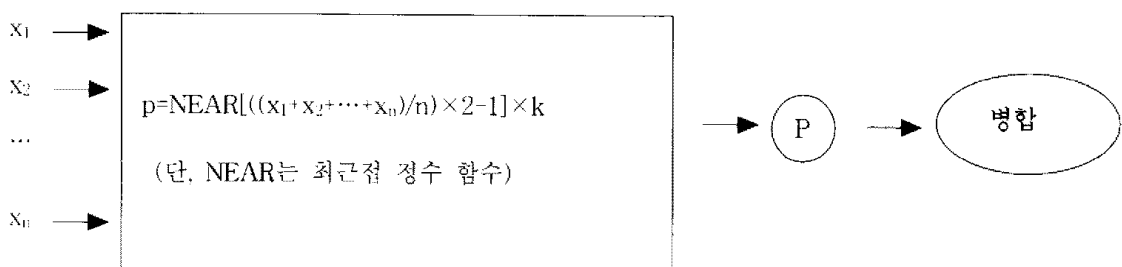 x₁
x₂
p=NEAR[((x₁+x₂+⋯+xₙ)/n)×2-1]×k
P
병합
…
(단, NEAR는 최근접 정수 함수)
xₙ